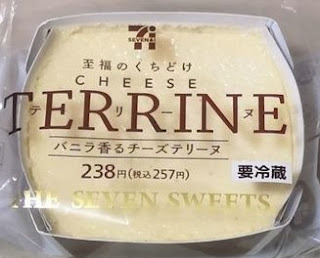 7
SEVEN&i
至福のくちどけ
CHEESE
TERRINE
テリーヌ
バニラ香るチーズテリーヌ
238円(税込257円)
要冷蔵
THE SEVEN SWEETS